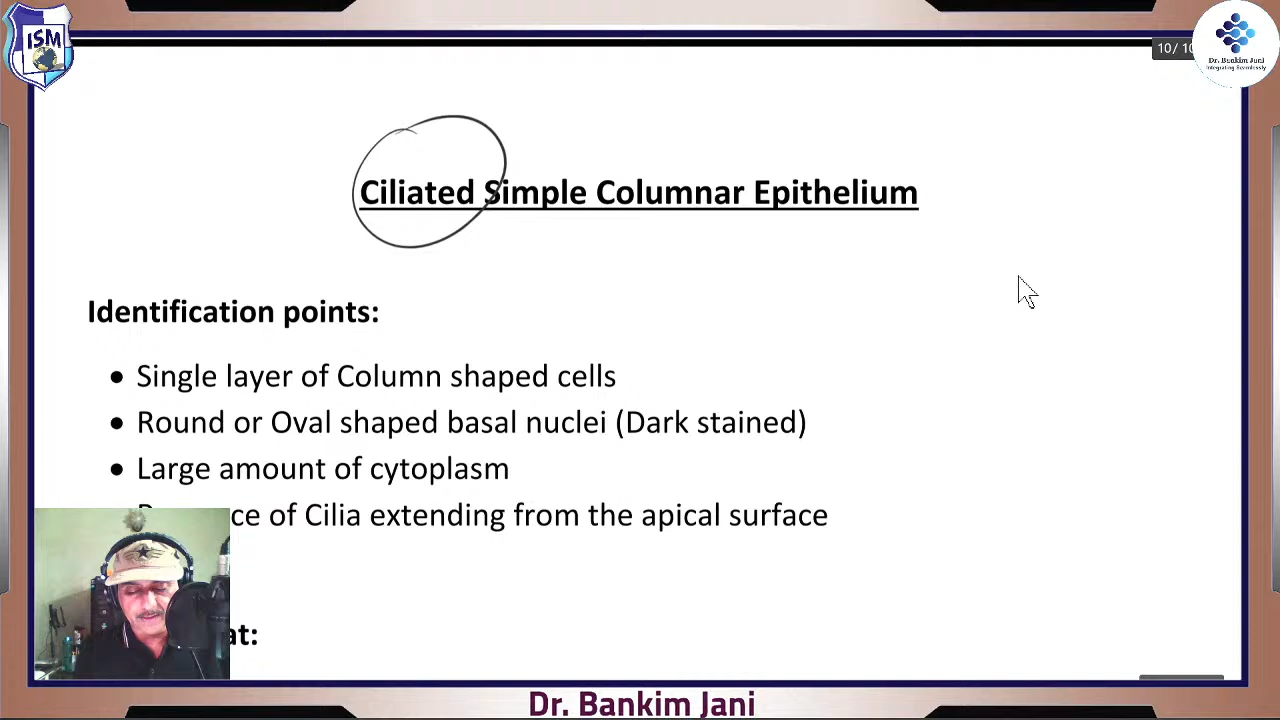 ISM
10/10
Dr. Bankim Jani
Integrating Seamlessly
Ciliated Simple Columnar Epithelium
Identification points:
• Single layer of Column shaped cells
• Round or Oval shaped basal nuclei (Dark stained)
• Large amount of cytoplasm
of Cilia extending from the apical surface
Dr. Bankim Jani